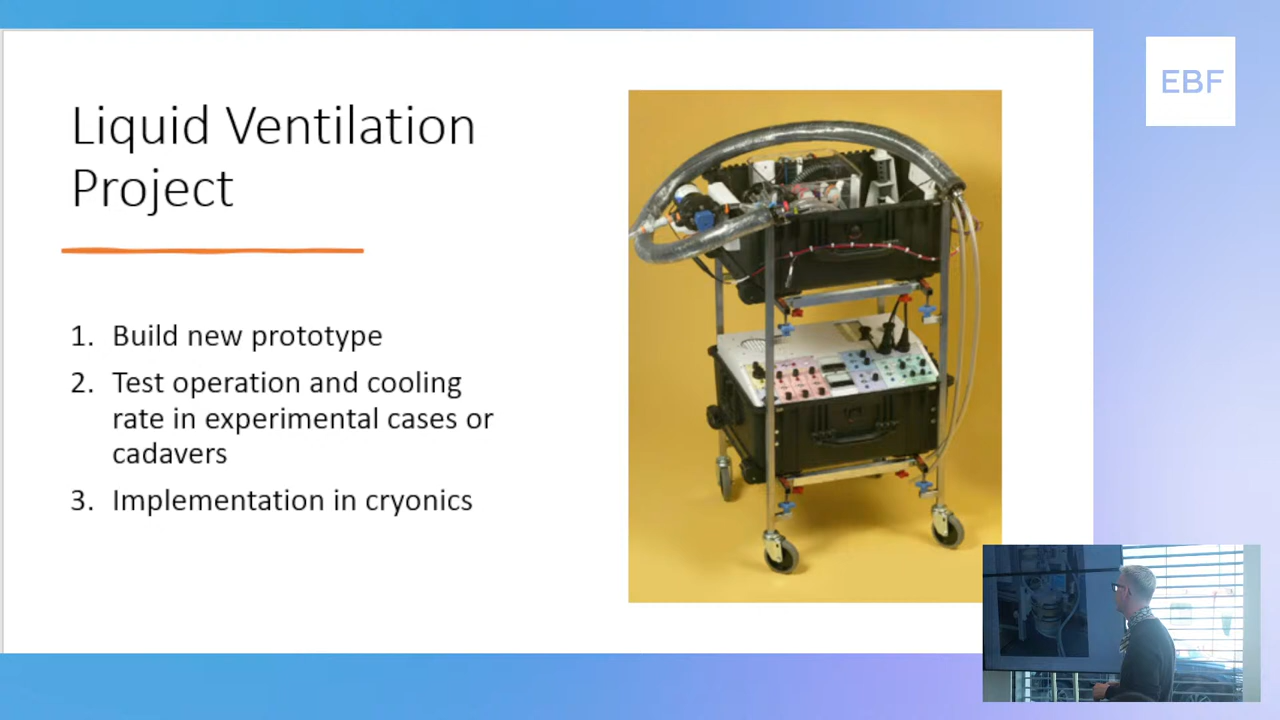 EBF
Liquid Ventilation
Project
1. Build new prototype
2. Test operation and cooling
rate in experimental cases or
cadavers
3. Implementation in cryonics